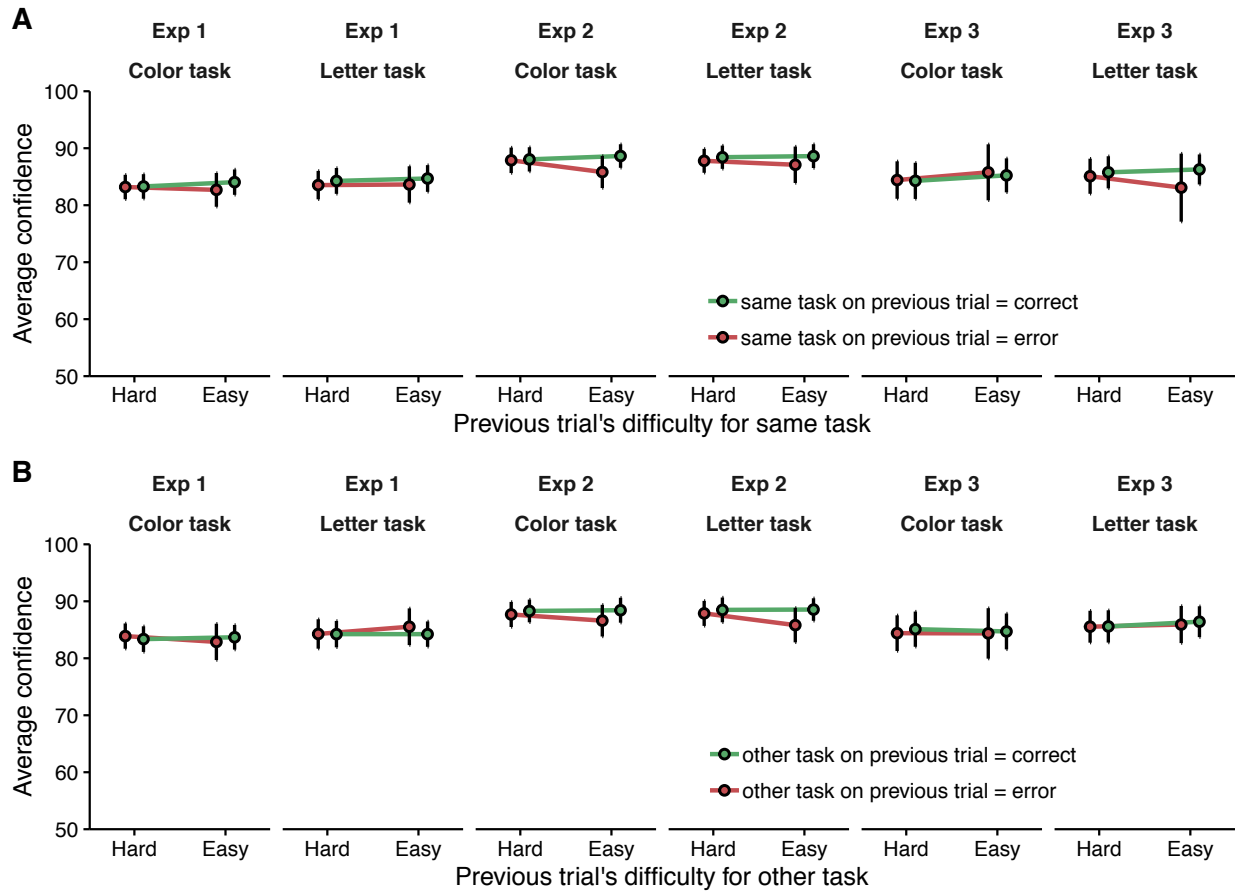 A
Exp 1 Exp 1 Exp 2 Exp 2 Exp 3 Exp 3
Color task Letter task Color task Letter task Color task Letter task
100
90
80
70
60
50
Average confidence
same task on previous trial = correct
same task on previous trial = error
Hard Easy Hard Easy Hard Easy Hard Easy Hard Easy Hard Easy
Previous trial's difficulty for same task
B
Exp 1 Exp 1 Exp 2 Exp 2 Exp 3 Exp 3
Color task Letter task Color task Letter task Color task Letter task
100
90
80
70
60
50
Average confidence
other task on previous trial = correct
other task on previous trial = error
Hard Easy Hard Easy Hard Easy Hard Easy Hard Easy Hard Easy
Previous trial's difficulty for other task